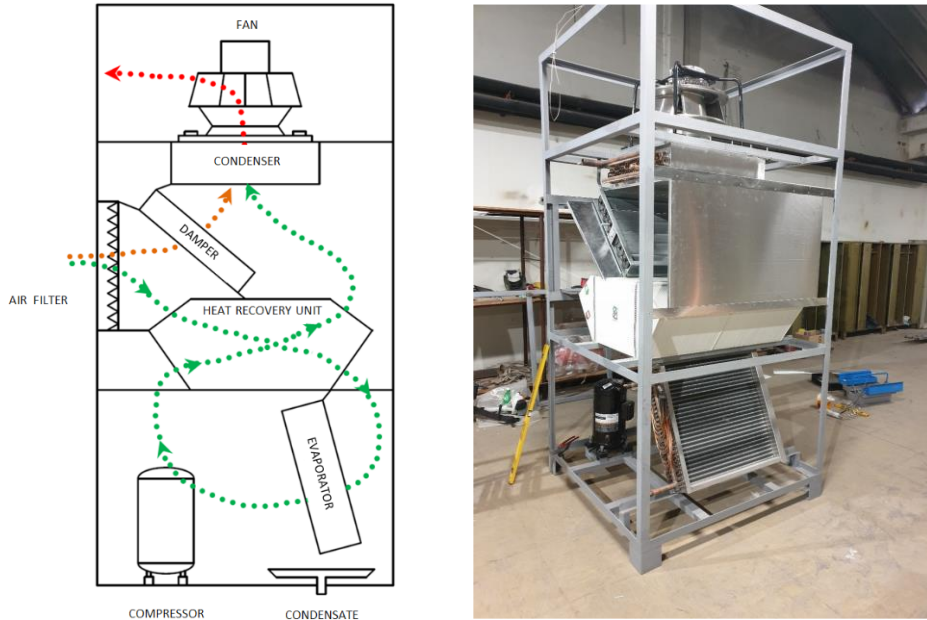 FAN
CONDENSER
DAMPER
AIR FILTER
HEAT RECOVERY UNIT
EVAPORATOR
COMPRESSOR
CONDENSATE